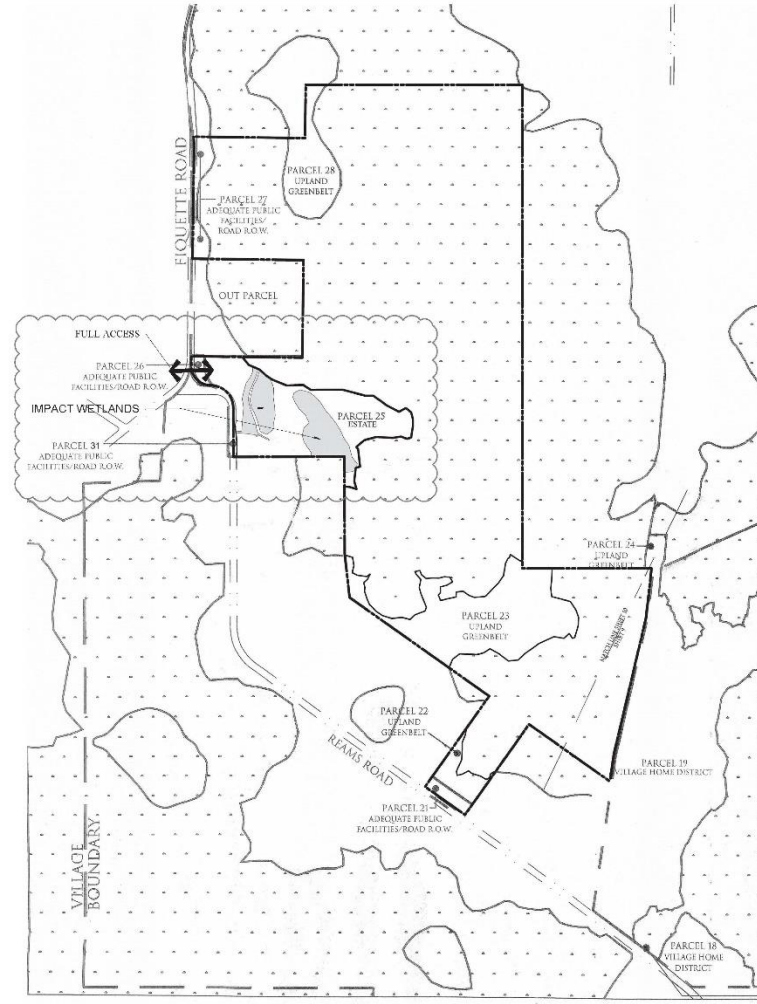 PARCEL 28
UPLAND
GREENBELT
FIQUETTE ROAD
PARCEL 27
ADEQUATE PUBLIC
FACILITIES/
ROAD R.O.W.
OUT PARCEL
FULL ACCESS
PARCEL 26
ADEQUATE PUBLIC
FACILITIES/ROAD R.O.W.
IMPACT WETLANDS
PARCEL 25
ESTATE
PARCEL 31
ADEQUATE PUBLIC
FACILITIES/ROAD R.O.W.
PARCEL 24
UPLAND
GREENBELT
PARCEL 23
UPLAND
GREENBELT
PARCEL 22
UPLAND
GREENBELT
REAMS ROAD
PARCEL 19
VILLAGE HOME DISTRICT
PARCEL 21
ADEQUATE PUBLIC
FACILITIES/ROAD R.O.W.
VILLAGE
BOUNDARY
PARCEL 18
VILLAGE HOME
DISTRICT